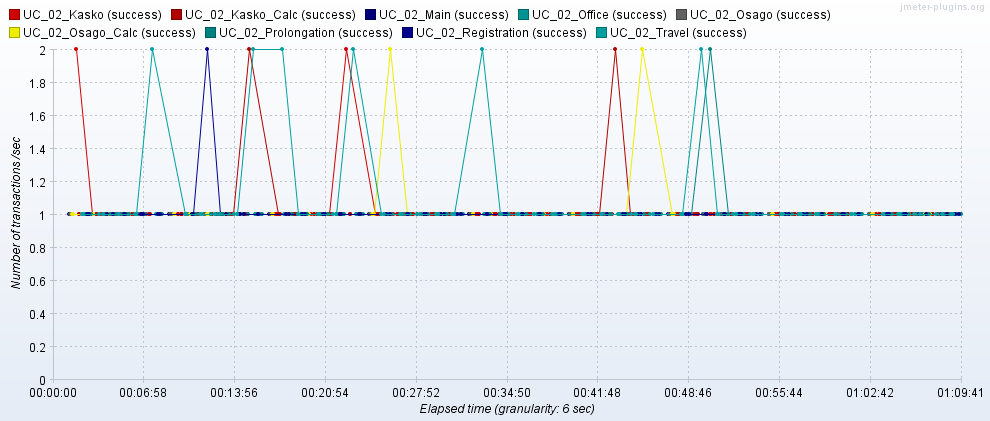 jmeter-plugins.org
UC_02_Kasko (success) UC_02_Kasko_Calc (success) UC_02_Main (success) UC_02_Office (success) UC_02_Osago (success)
UC_02_Osago_Calc (success) UC_02_Prolongation (success) UC_02_Registration (success) UC_02_Travel (success)
Number of transactions /sec
2
1.8
1.6
1.4
1.2
1
0.8
0.6
0.4
0.2
0
00:00:00 00:06:58 00:13:56 00:20:54 00:27:52 00:34:50 00:41:48 00:48:46 00:55:44 01:02:42 01:09:41
Elapsed time (granularity: 6 sec)